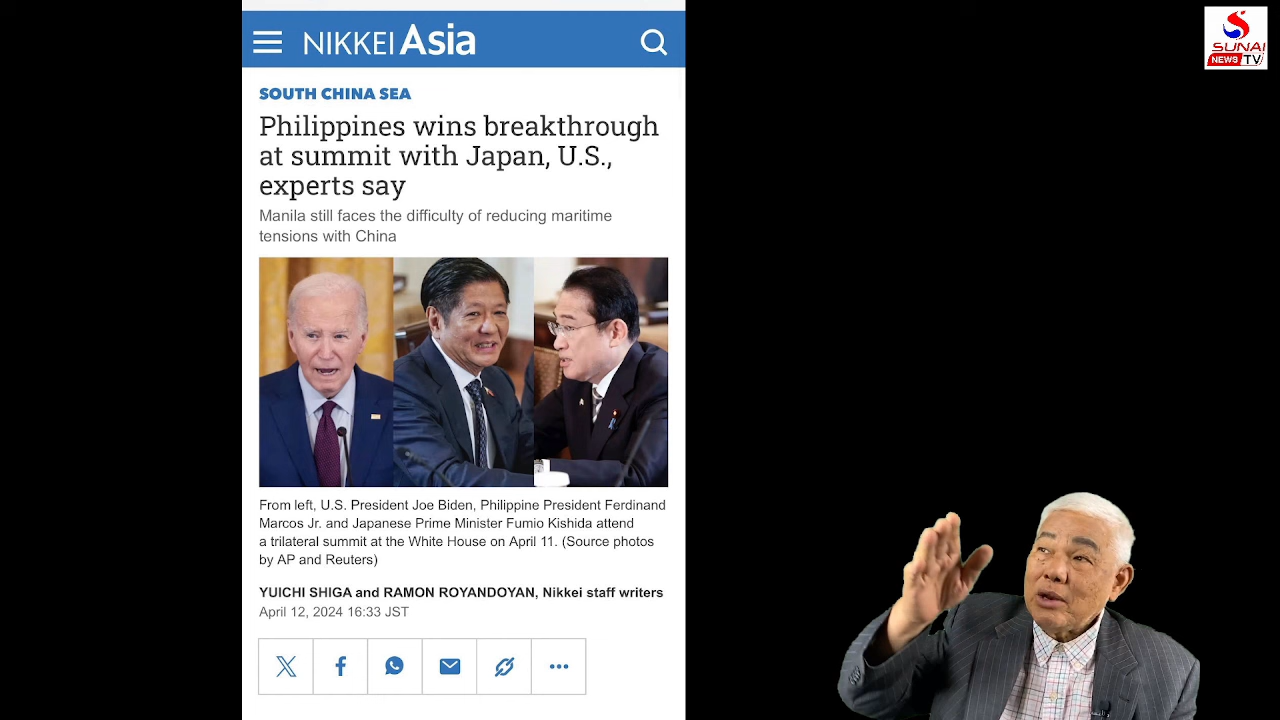 NIKKEI Asia
SOUTH CHINA SEA
Philippines wins breakthrough
at summit with Japan, U.S.,
experts say
Manila still faces the difficulty of reducing maritime
tensions with China
From left, U.S. President Joe Biden, Philippine President Ferdinand
Marcos Jr. and Japanese Prime Minister Fumio Kishida attend
a trilateral summit at the White House on April 11. (Source photos
by AP and Reuters)
YUICHI SHIGA and RAMON ROYANDOYAN, Nikkei staff writers
April 12, 2024 16:33 JST
SUNAI
NEWS TV